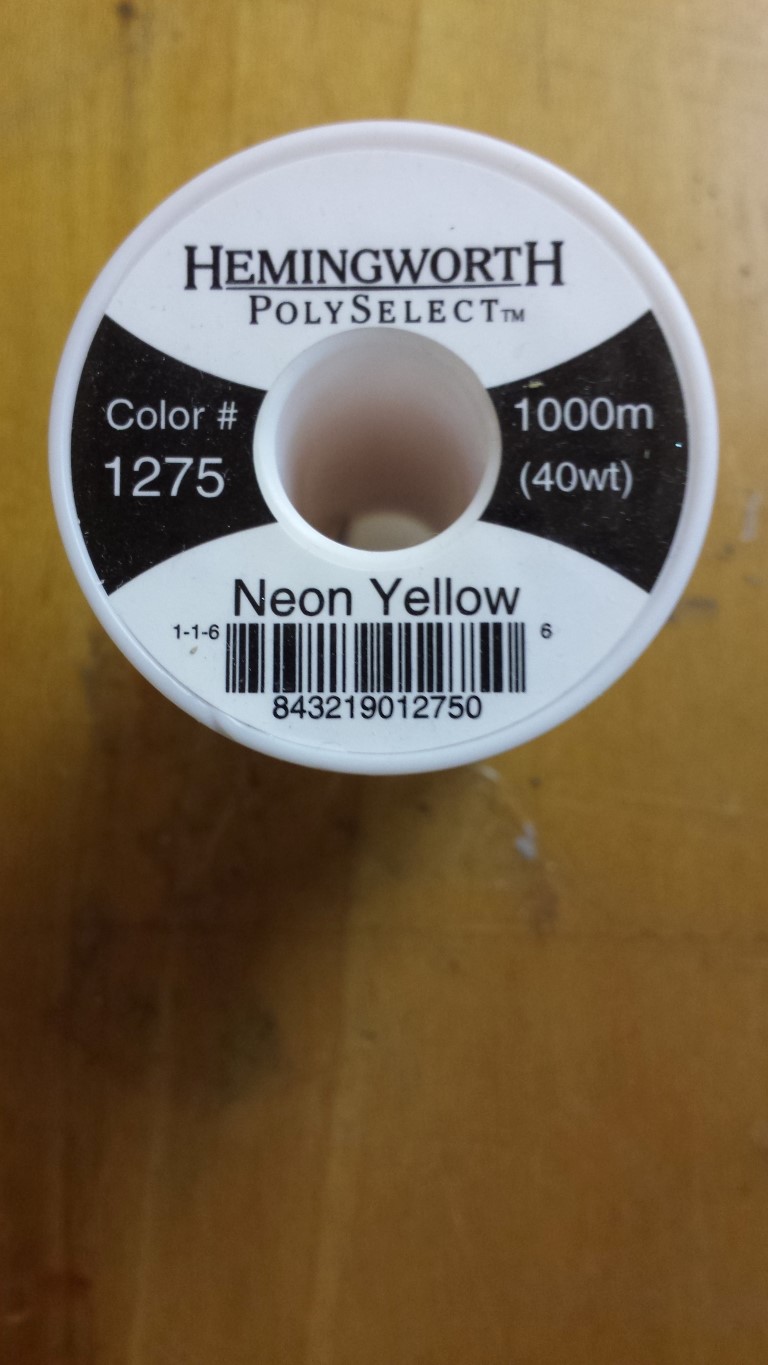 HEMINGWORTH
POLYSELECT™
Color #
1275
1000m
(40wt)
Neon Yellow
1-1-6
6
843219012750